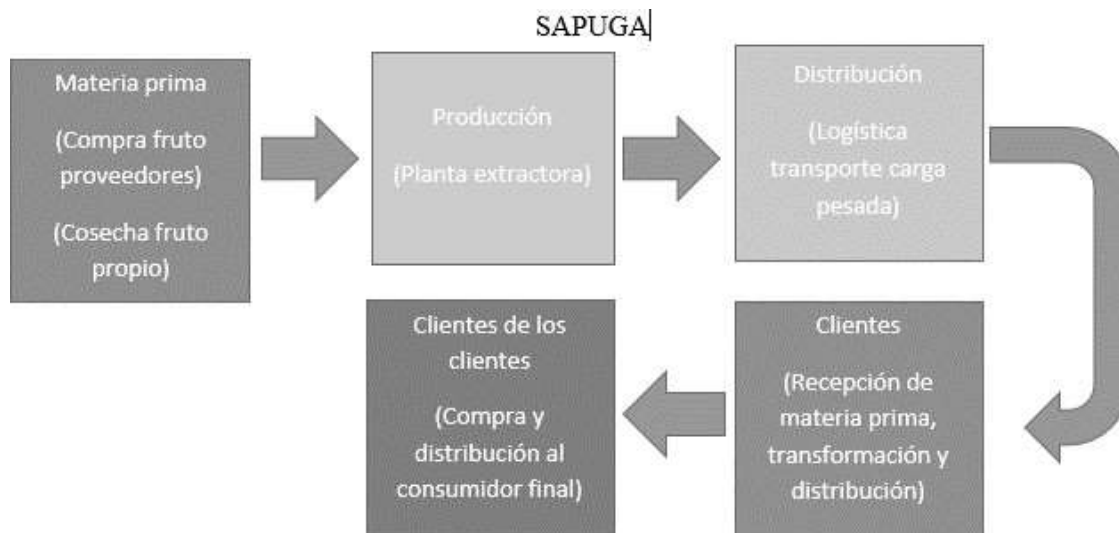 SAPUGA
Materia prima
(Compra fruto
proveedores)
(Cosecha fruto
propio)
Producción
(Planta extractora)
Distribución
(Logística
transporte carga
pesada)
Clientes
(Recepción de
materia prima,
transformación y
distribución)
Clientes de los
clientes
(Compra y
distribución al
consumidor final)